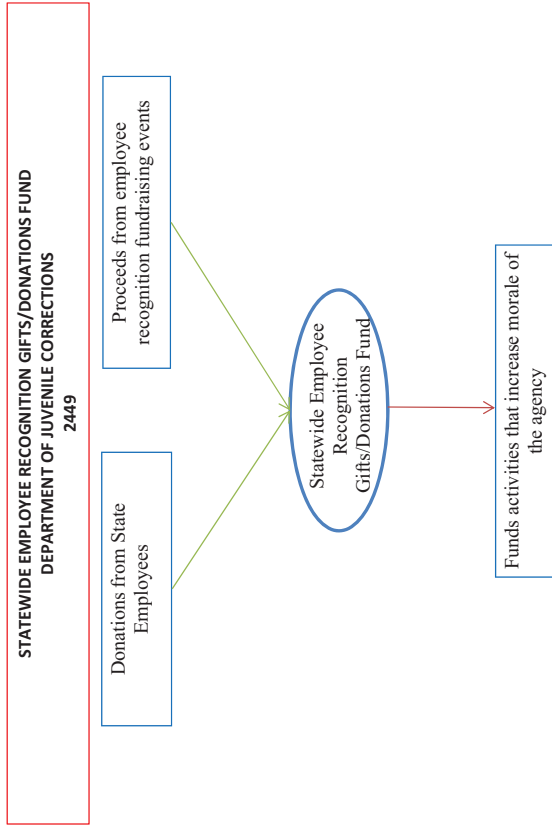 STATEWIDE EMPLOYEE RECOGNITION GIFTS/DONATIONS FUND
DEPARTMENT OF JUVENILE CORRECTIONS
2449
Donations from State
Employees
Proceeds from employee
recognition fundraising events
Statewide Employee
Recognition
Gifts/Donations Fund
Funds activities that increase morale of
the agency